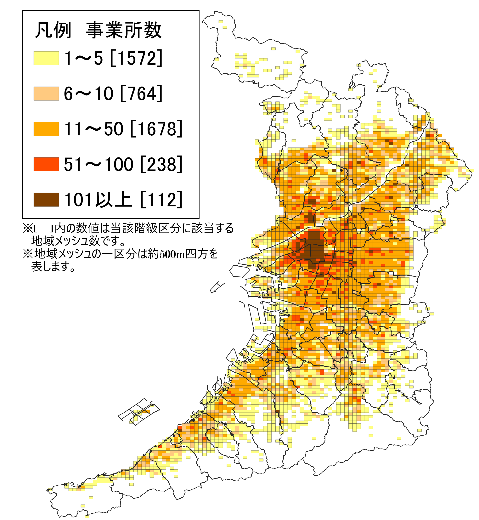 凡例 事業所数
1～5 [1572]
6～10 [764]
11～50 [1678]
51～100 [238]
101以上 [112]
※[ ]内の数値は当該階級区分に該当する
地域メッシュ数です。
※地域メッシュの一区分は約500m四方を
表します。